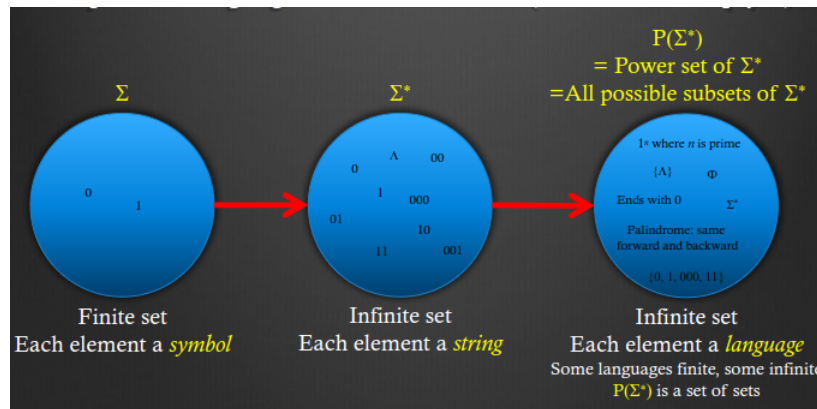 P(Σ*)
= Power set of Σ*
=All possible subsets of Σ*
Σ
Σ*
0
1
Λ
00
0
1
000
01
10
11
001
1ⁿ where n is prime
{Λ}
Φ
Ends with 0
Σ*
Palindrome: same
forward and backward
{0, 1, 000, 11}
Finite set
Each element a symbol
Infinite set
Each element a string
Infinite set
Each element a language
Some languages finite, some infinite
P(Σ*) is a set of sets